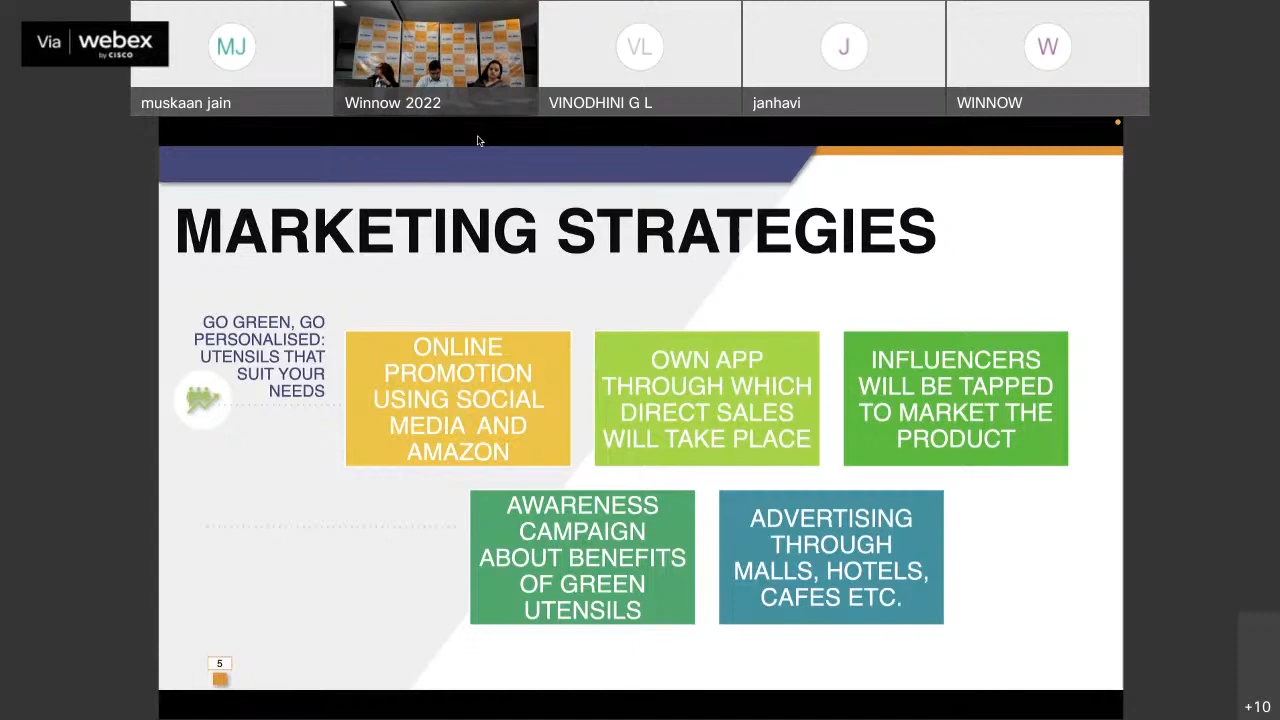 Via webex
by CISCO
MJ
VL
J
W
muskaan jain
Winnow 2022
VINODHINI G L
janhavi
WINNOW
MARKETING STRATEGIES
GO GREEN, GO
PERSONALISED:
UTENSILS THAT
SUIT YOUR
NEEDS
ONLINE
PROMOTION
USING SOCIAL
MEDIA AND
AMAZON
OWN APP
THROUGH WHICH
DIRECT SALES
WILL TAKE PLACE
INFLUENCERS
WILL BE TAPPED
TO MARKET THE
PRODUCT
AWARENESS
CAMPAIGN
ABOUT BENEFITS
OF GREEN
UTENSILS
ADVERTISING
THROUGH
MALLS, HOTELS,
CAFES ETC.
5
+10